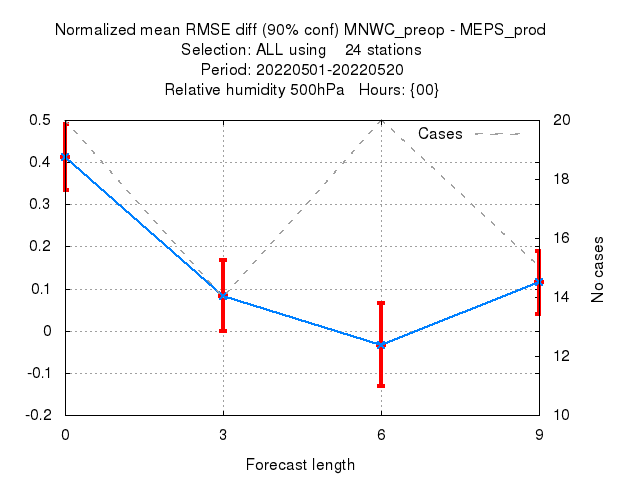 Normalized mean RMSE diff (90% conf) MNWC_preop - MEPS_prod
Selection: ALL using    24 stations
Period: 20220501-20220520
Relative humidity 500hPa   Hours: {00}
0.5
0.4
0.3
0.2
0.1
0
-0.1
-0.2
Cases
20
18
16
14
12
10
No cases
0 3 6 9
Forecast length